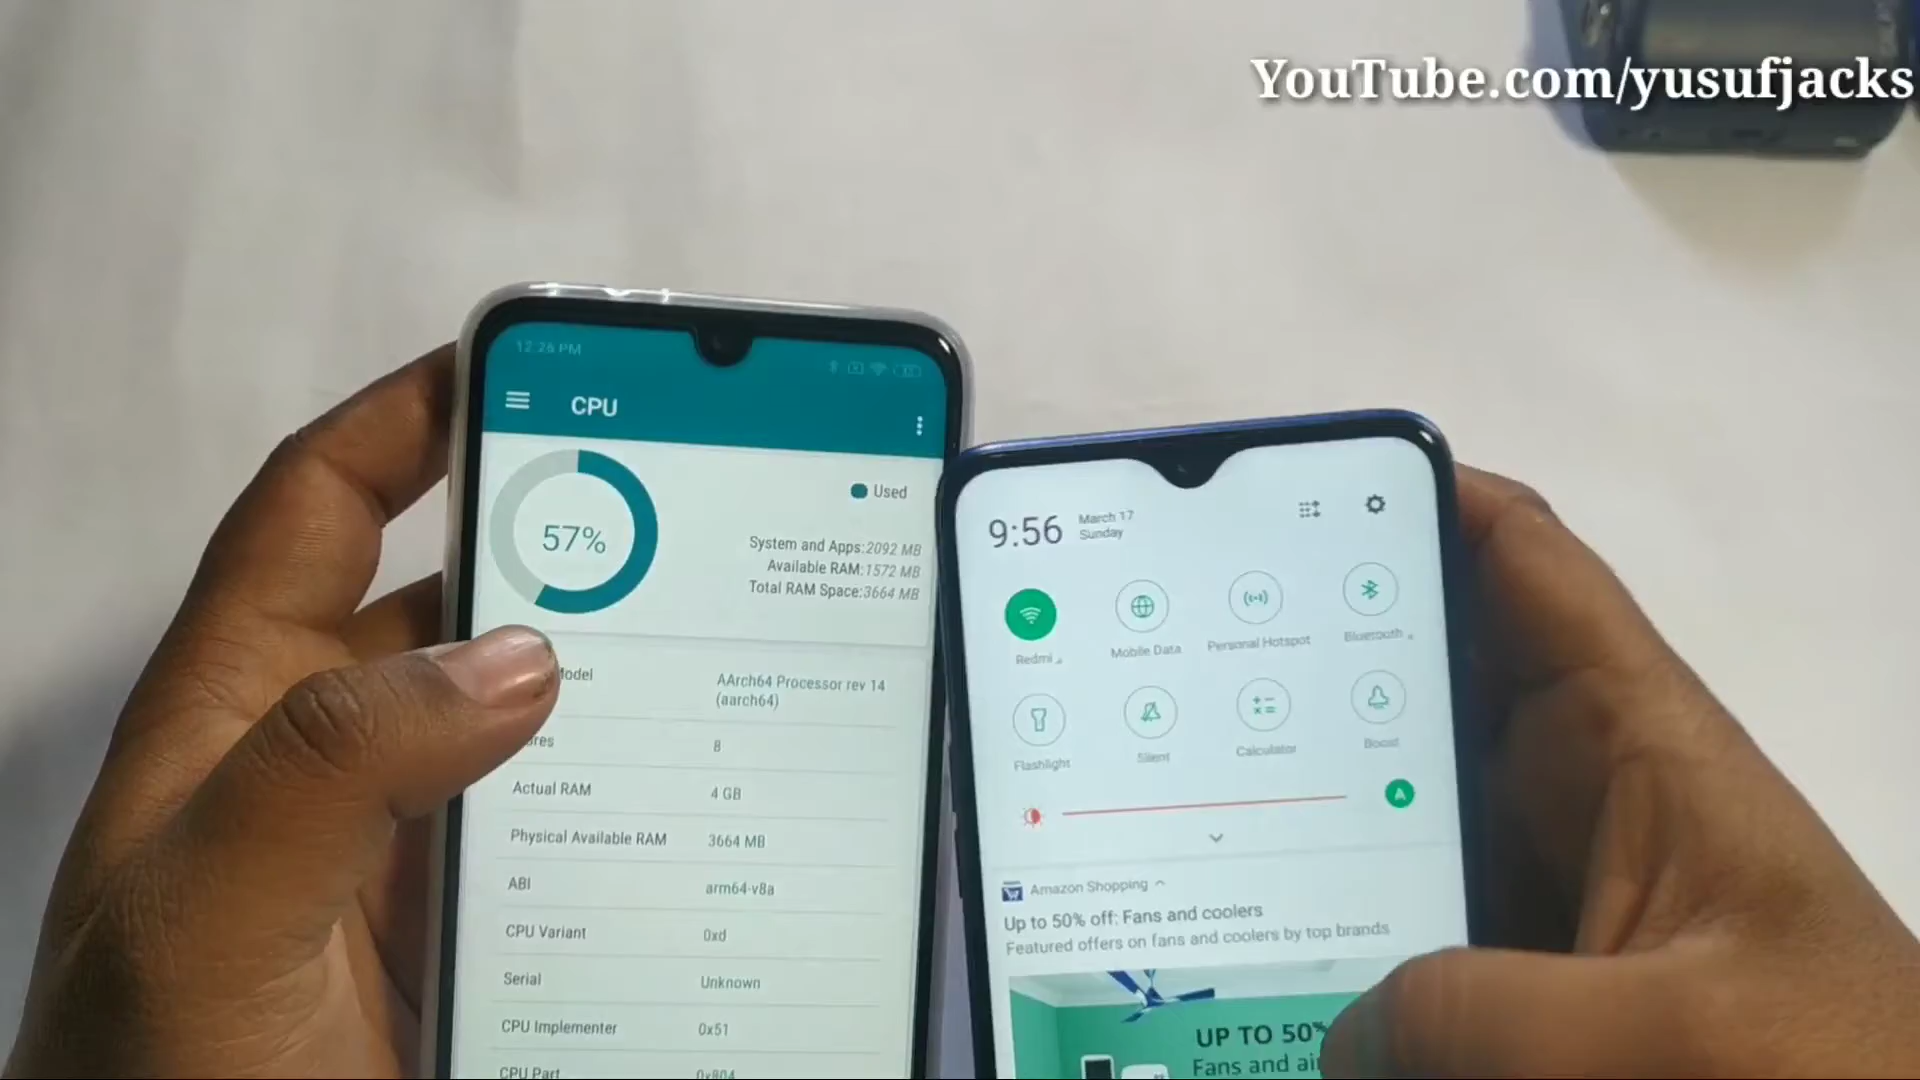 YouTube.com/yusufjacks
12:26 PM
CPU
57%
Used
System and Apps:2092 MB
Available RAM:1572 MB
Total RAM Space:3664 MB
Model
AArch64 Processor rev 14
(aarch64)
8
Actual RAM
4 GB
Physical Available RAM
3664 MB
ABI
arm64-v8a
CPU Variant
0xd
Serial
Unknown
CPU Implementer
0x51
CPU Part
0x804
9:56
March 17
Sunday
Redmi
Mobile Data
Personal Hotspot
Bluetooth
Flashlight
Silent
Calculator
Boost
A
Amazon Shopping
Up to 50% off: Fans and coolers
Featured offers on fans and coolers by top brands
UP TO 50%
Fans and air